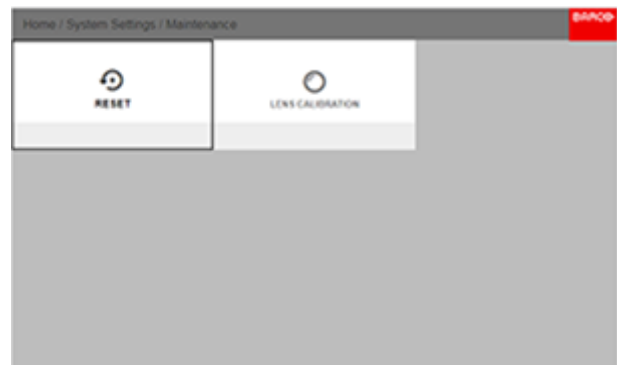 Home / System Settings / Maintenance
BARCO
RESET
LENS CALIBRATION